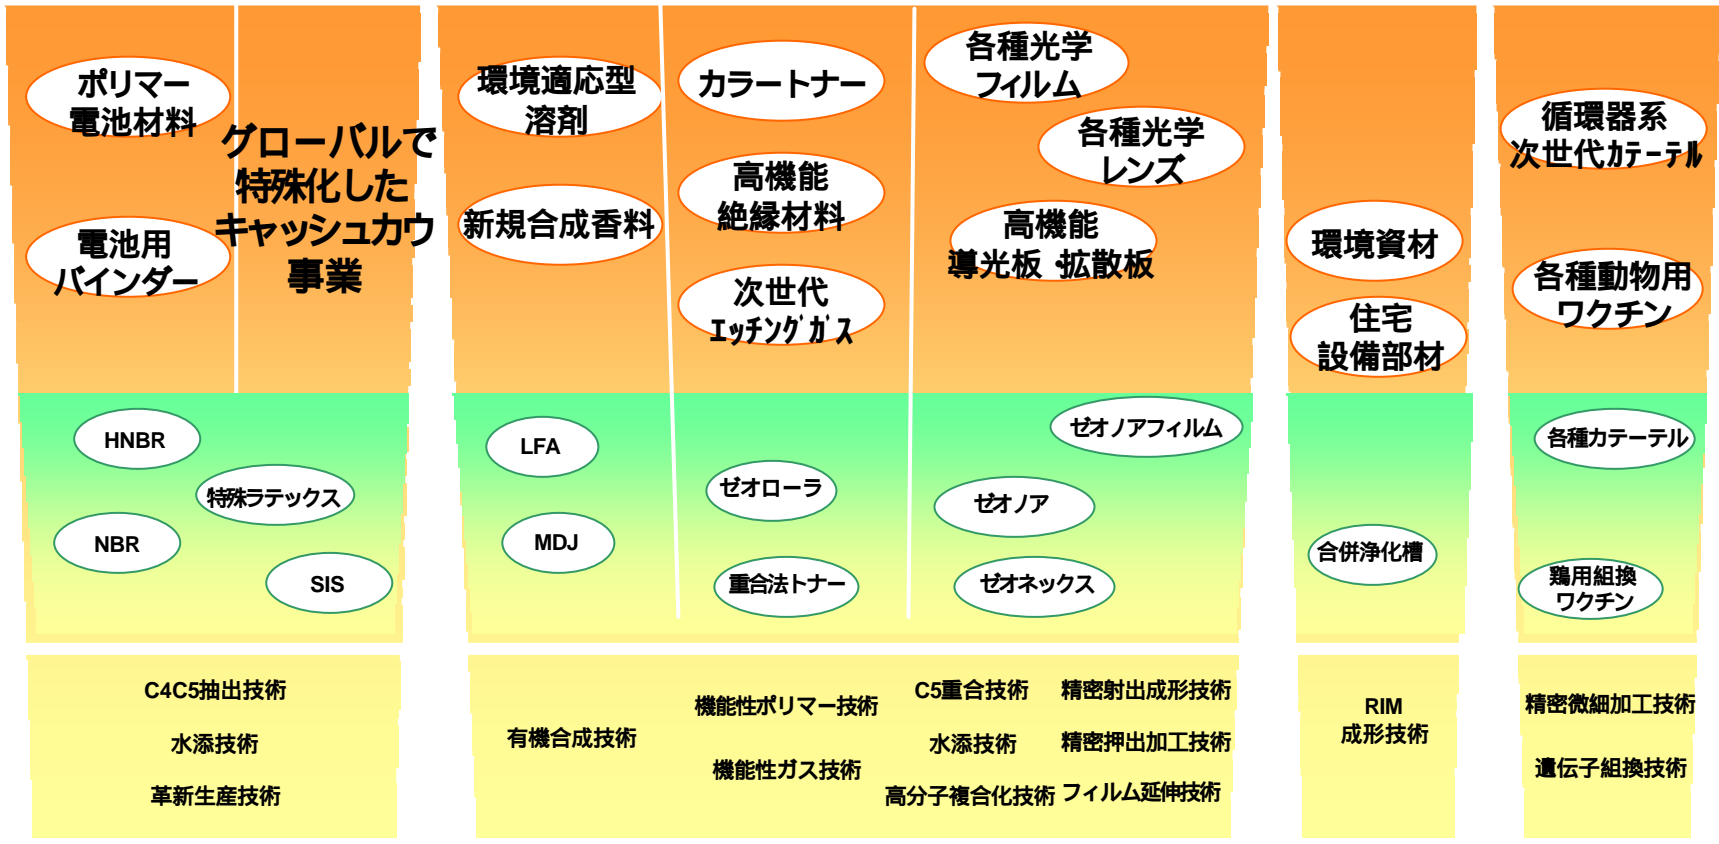 ポリマー
電池材料
電池用
バインダー
グローバルで
特殊化した
キャッシュカウ
事業
環境適応型
溶剤
新規合成香料
カラートナー
高機能
絶縁材料
次世代
エッチングガス
各種光学
フィルム
各種光学
レンズ
高機能
導光板・拡散板
環境資材
住宅
設備部材
循環器系
次世代カテーテル
各種動物用
ワクチン
HNBR
特殊ラテックス
NBR
SIS
LFA
MDJ
ゼオローラ
重合法トナー
ゼオノアフィルム
ゼオノア
ゼオネックス
合併浄化槽
各種カテーテル
鶏用組換
ワクチン
C4C5抽出技術
水添技術
革新生産技術
有機合成技術
機能性ポリマー技術
機能性ガス技術
C5重合技術
水添技術
高分子複合化技術
精密射出成形技術
精密押出加工技術
フィルム延伸技術
RIM
成形技術
精密微細加工技術
遺伝子組換技術